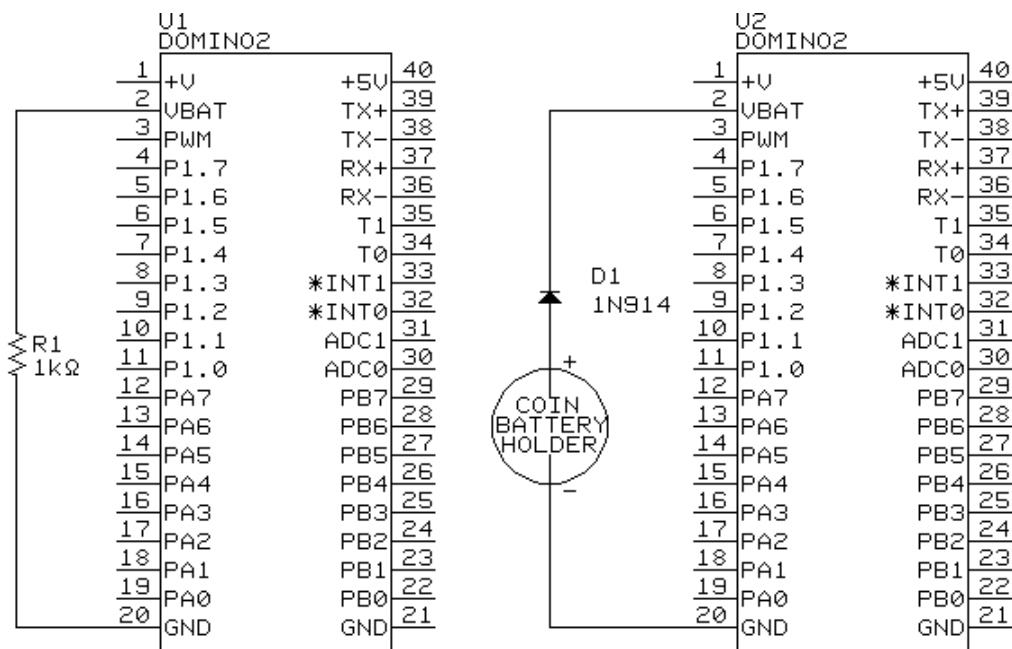 U1
DOMINO2
1 +V +5V 40
2 VBAT TX+ 39
3 PWM TX- 38
4 P1.7 RX+ 37
5 P1.6 RX- 36
6 P1.5 T1 35
7 P1.4 T0 34
8 P1.3 *INT1 33
9 P1.2 *INT0 32
10 P1.1 ADC1 31
11 P1.0 ADC0 30
12 PA7 PB7 29
13 PA6 PB6 28
14 PA5 PB5 27
15 PA4 PB4 26
16 PA3 PB3 25
17 PA2 PB2 24
18 PA1 PB1 23
19 PA0 PB0 22
20 GND GND 21
R1
1kΩ
U2
DOMINO2
1 +V +5V 40
2 VBAT TX+ 39
3 PWM TX- 38
4 P1.7 RX+ 37
5 P1.6 RX- 36
6 P1.5 T1 35
7 P1.4 T0 34
8 P1.3 *INT1 33
9 P1.2 *INT0 32
10 P1.1 ADC1 31
11 P1.0 ADC0 30
12 PA7 PB7 29
13 PA6 PB6 28
14 PA5 PB5 27
15 PA4 PB4 26
16 PA3 PB3 25
17 PA2 PB2 24
18 PA1 PB1 23
19 PA0 PB0 22
20 GND GND 21
D1
1N914
+
COIN
BATTERY
HOLDER
-